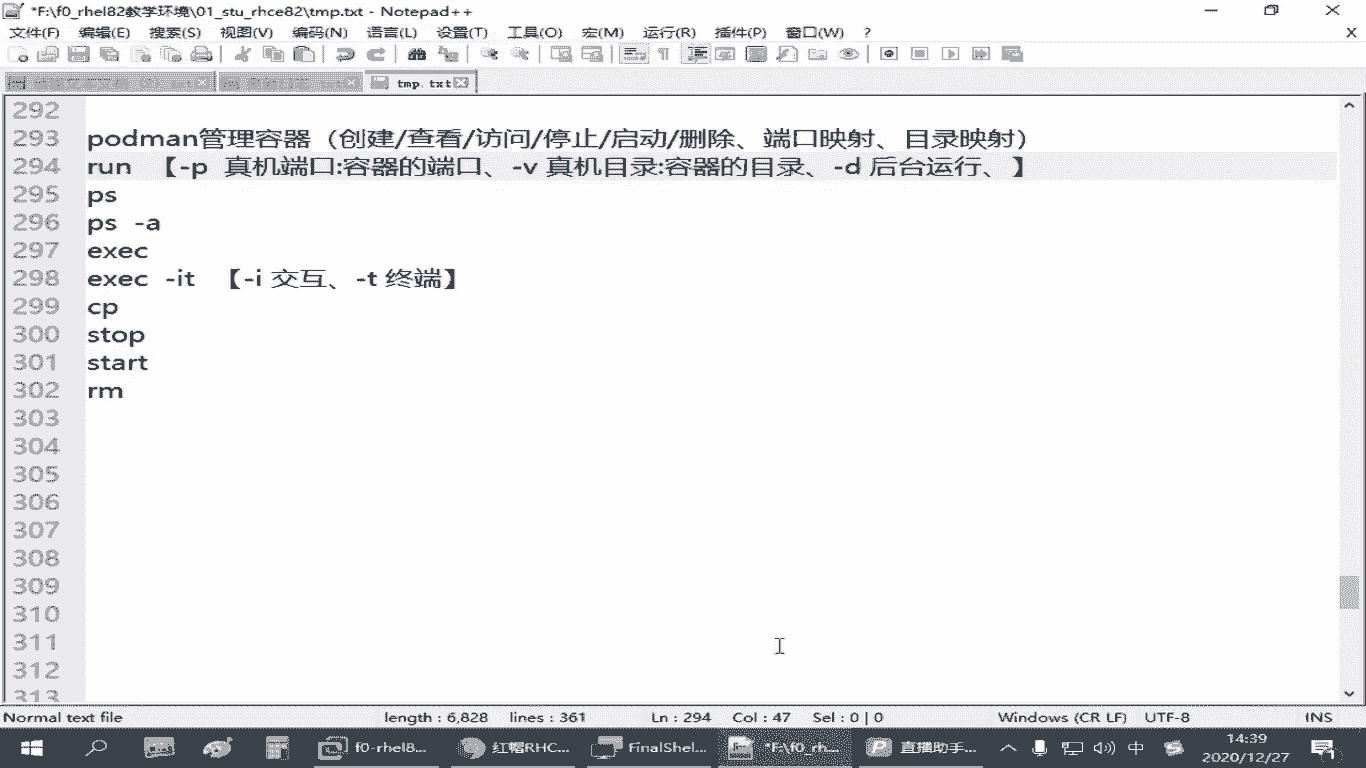 *F:\f0_rhel82教学环境\01_stu_rhce82\tmp.txt - Notepad++
文件(F) 编辑(E) 搜索(S) 视图(V) 编码(N) 语言(L) 设置(T) 工具(O) 宏(M) 运行(R) 插件(P) 窗口(W) ? X
tmp.txt
292
293 podman管理容器（创建/查看/访问/停止/启动/删除、端口映射、目录映射）
294 run 【-p 真机端口:容器的端口、-v 真机目录:容器的目录、-d 后台运行、 】
295 ps
296 ps -a
297 exec
298 exec -it 【-i 交互、-t 终端】
299 cp
300 stop
301 start
302 rm
303
304
305
306
307
308
309
310
311
312
313
Normal text file length : 6,828 lines : 361 Ln : 294 Col : 47 Sel : 0 | 0 Windows (CR LF) UTF-8 INS
f0-rhel8... 红帽RHC... FinalShel... *F:\f0_rh... 直播助手... 中 14:39
2020/12/27